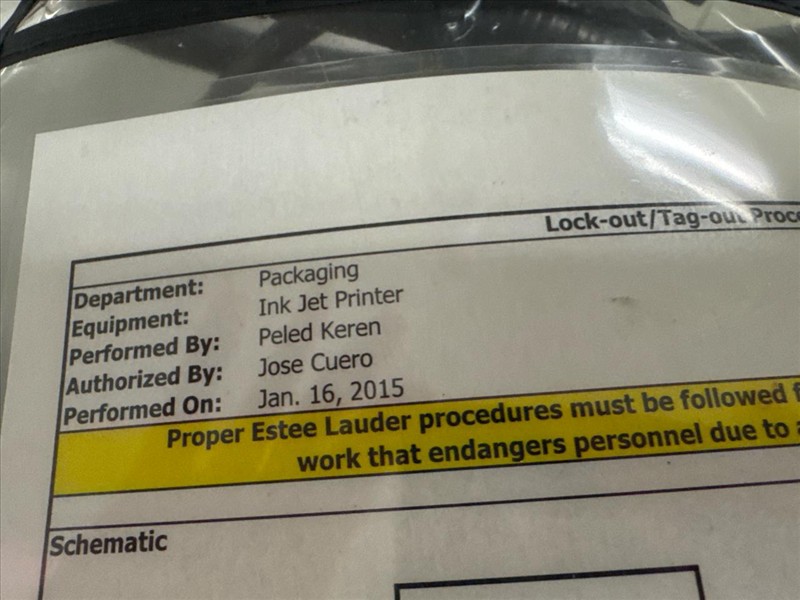 Lock-out/Tag-out Proce
Department: Packaging
Equipment: Ink Jet Printer
Performed By: Peled Keren
Authorized By: Jose Cuero
Performed On: Jan. 16, 2015
Proper Estee Lauder procedures must be followed f
work that endangers personnel due to a
Schematic